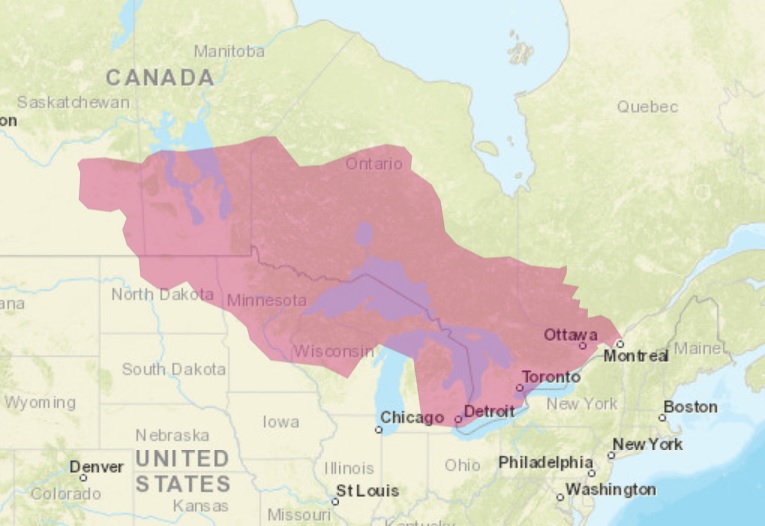 Manitoba
CANADA
Saskatchewan
on
Quebec
Ontario
ana
North Dakota
Minnesota
Ottawa
Wisconsin
Montreal
Maine
South Dakota
Toronto
Wyoming
New York
Boston
Iowa
Chicago
Detroit
Nebraska
New York
UNITED
STATES
Denver
Colorado
Illinois
Ohio
Philadelphia
St Louis
Washington
Kansas
Missouri
Kentucky